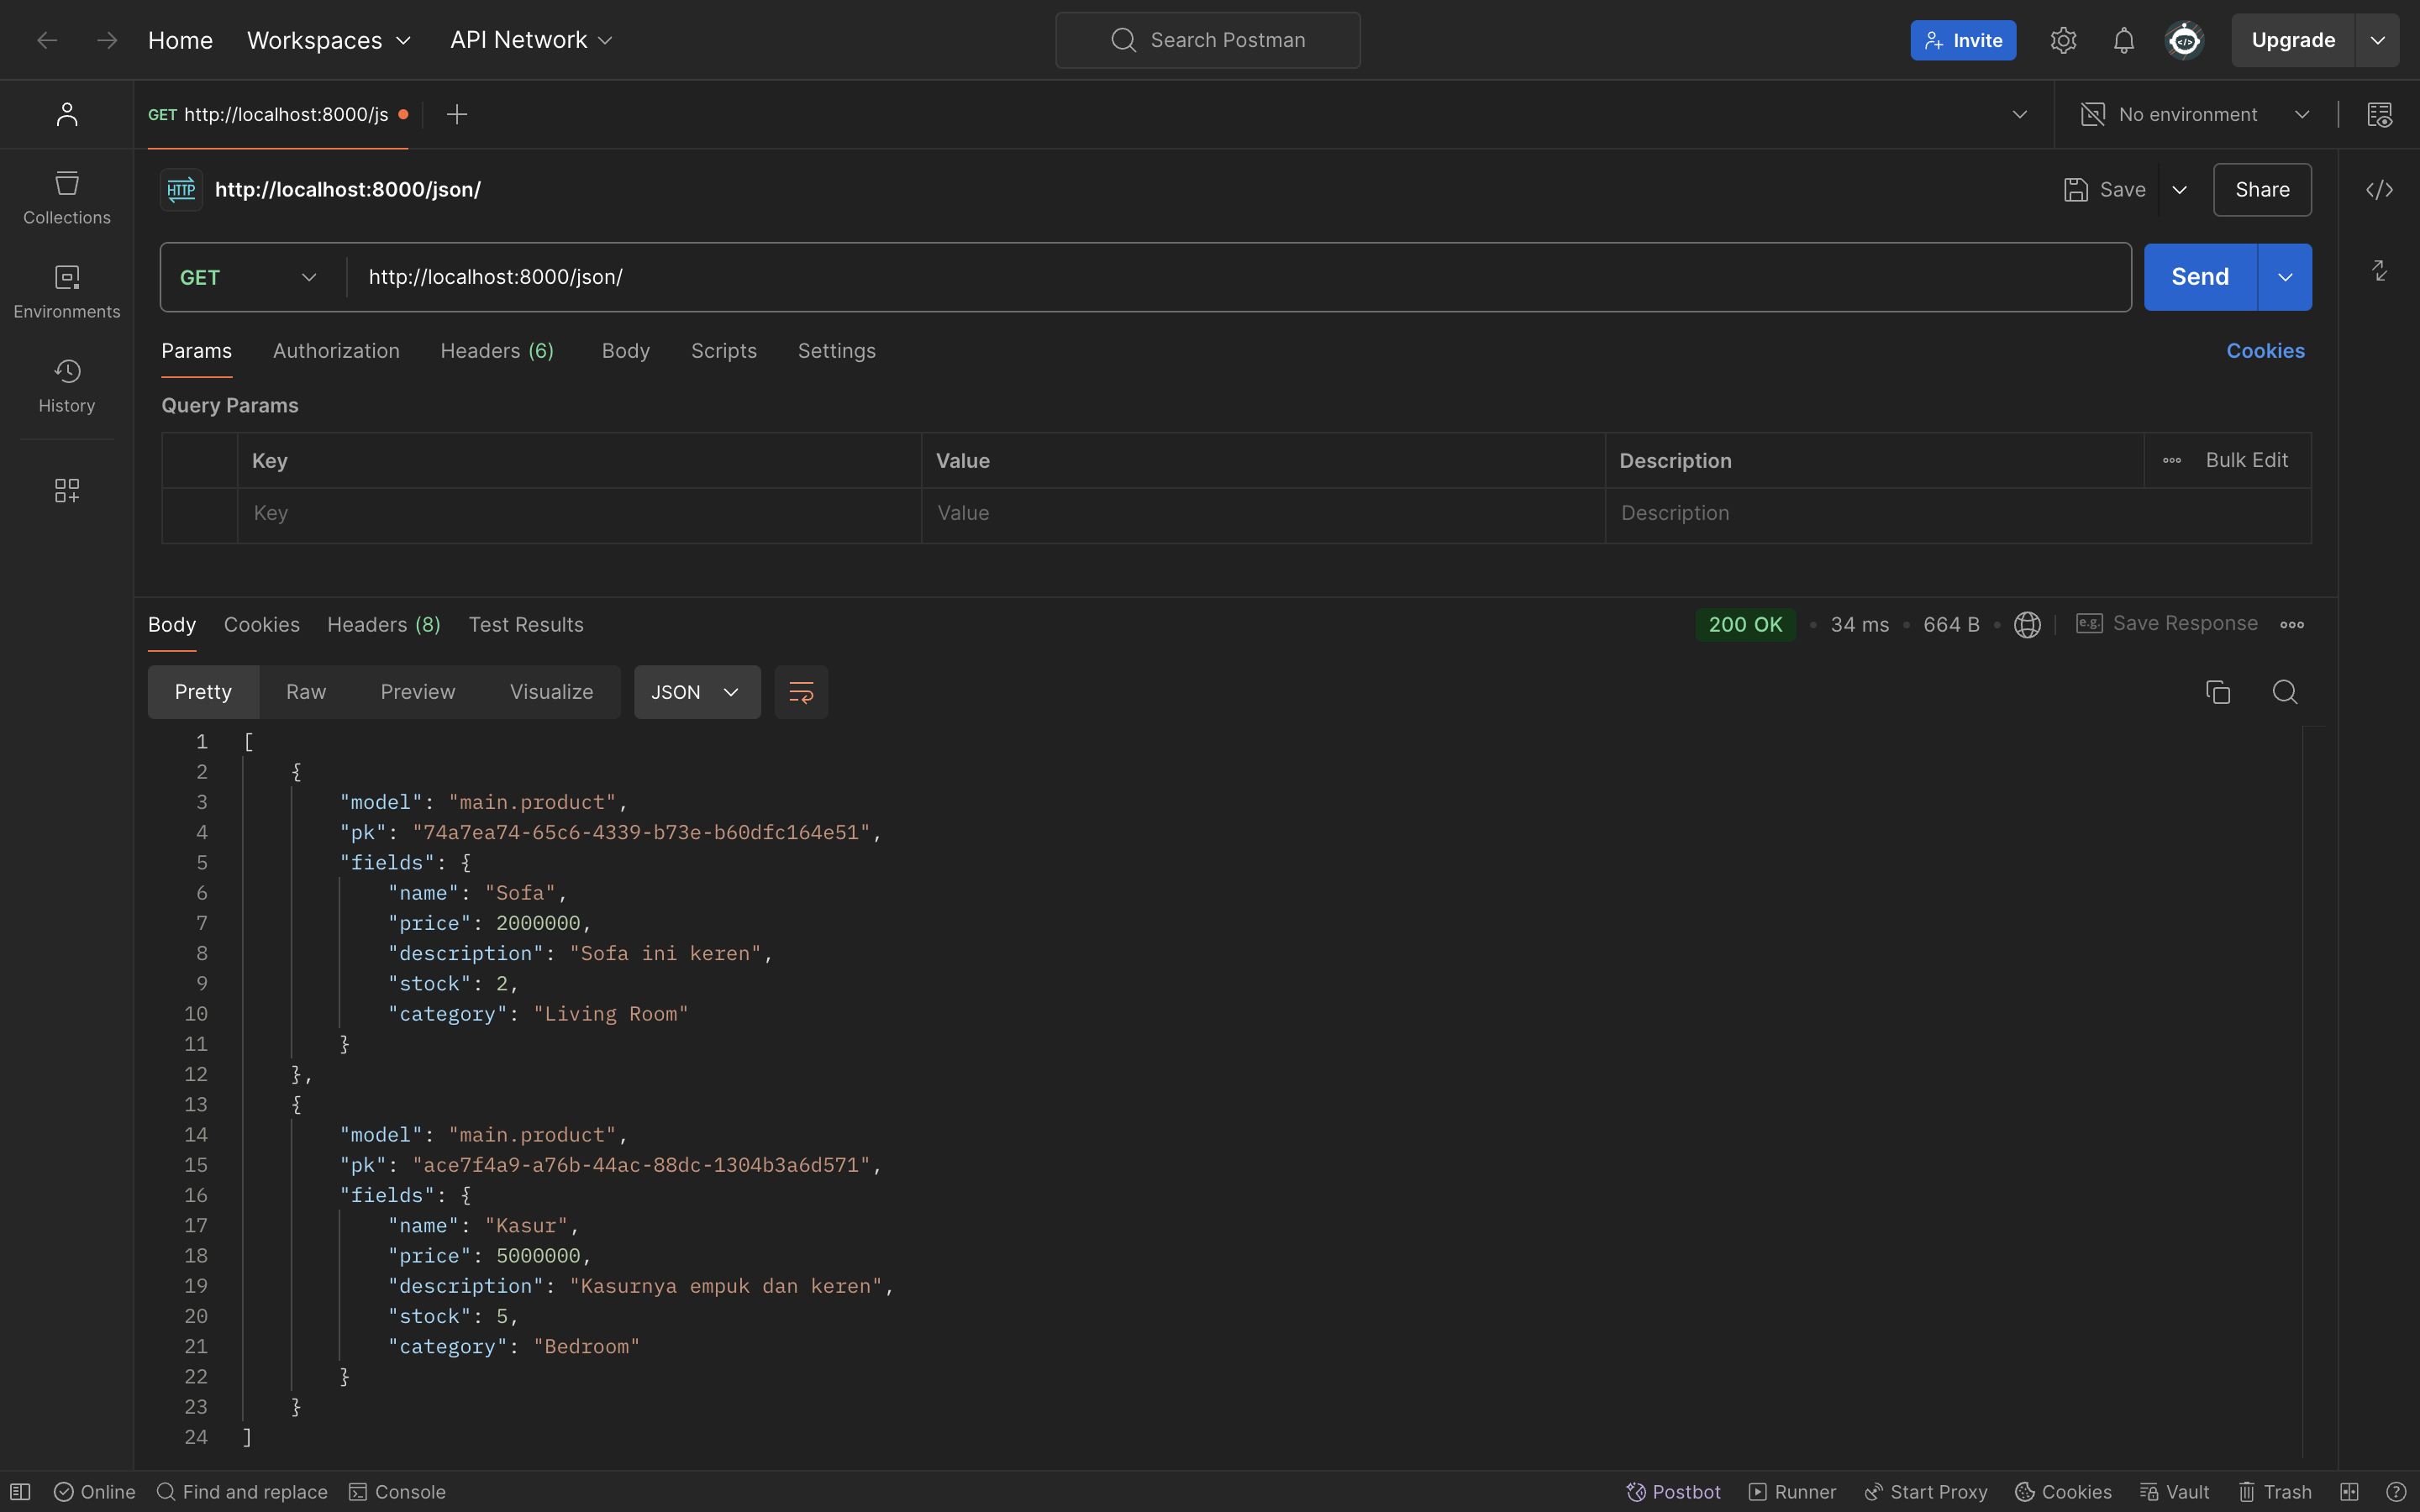 Home Workspaces API Network Search Postman Invite Upgrade
GET http://localhost:8000/js No environment
HTTP http://localhost:8000/json/ Save Share
Collections
GET http://localhost:8000/json/ Send
Environments
Params Authorization Headers (6) Body Scripts Settings Cookies
History
Query Params
Key Value Description Bulk Edit
Key Value Description
Body Cookies Headers (8) Test Results 200 OK • 34 ms • 664 B • e.g. Save Response
Pretty Raw Preview Visualize JSON
1 [
2 {
3 "model": "main.product",
4 "pk": "74a7ea74-65c6-4339-b73e-b60dfc164e51",
5 "fields": {
6 "name": "Sofa",
7 "price": 2000000,
8 "description": "Sofa ini keren",
9 "stock": 2,
10 "category": "Living Room"
11 }
12 },
13 {
14 "model": "main.product",
15 "pk": "ace7f4a9-a76b-44ac-88dc-1304b3a6d571",
16 "fields": {
17 "name": "Kasur",
18 "price": 5000000,
19 "description": "Kasurnya empuk dan keren",
20 "stock": 5,
21 "category": "Bedroom"
22 }
23 }
24 ]
Online Find and replace Console Postbot Runner Start Proxy Cookies Vault Trash